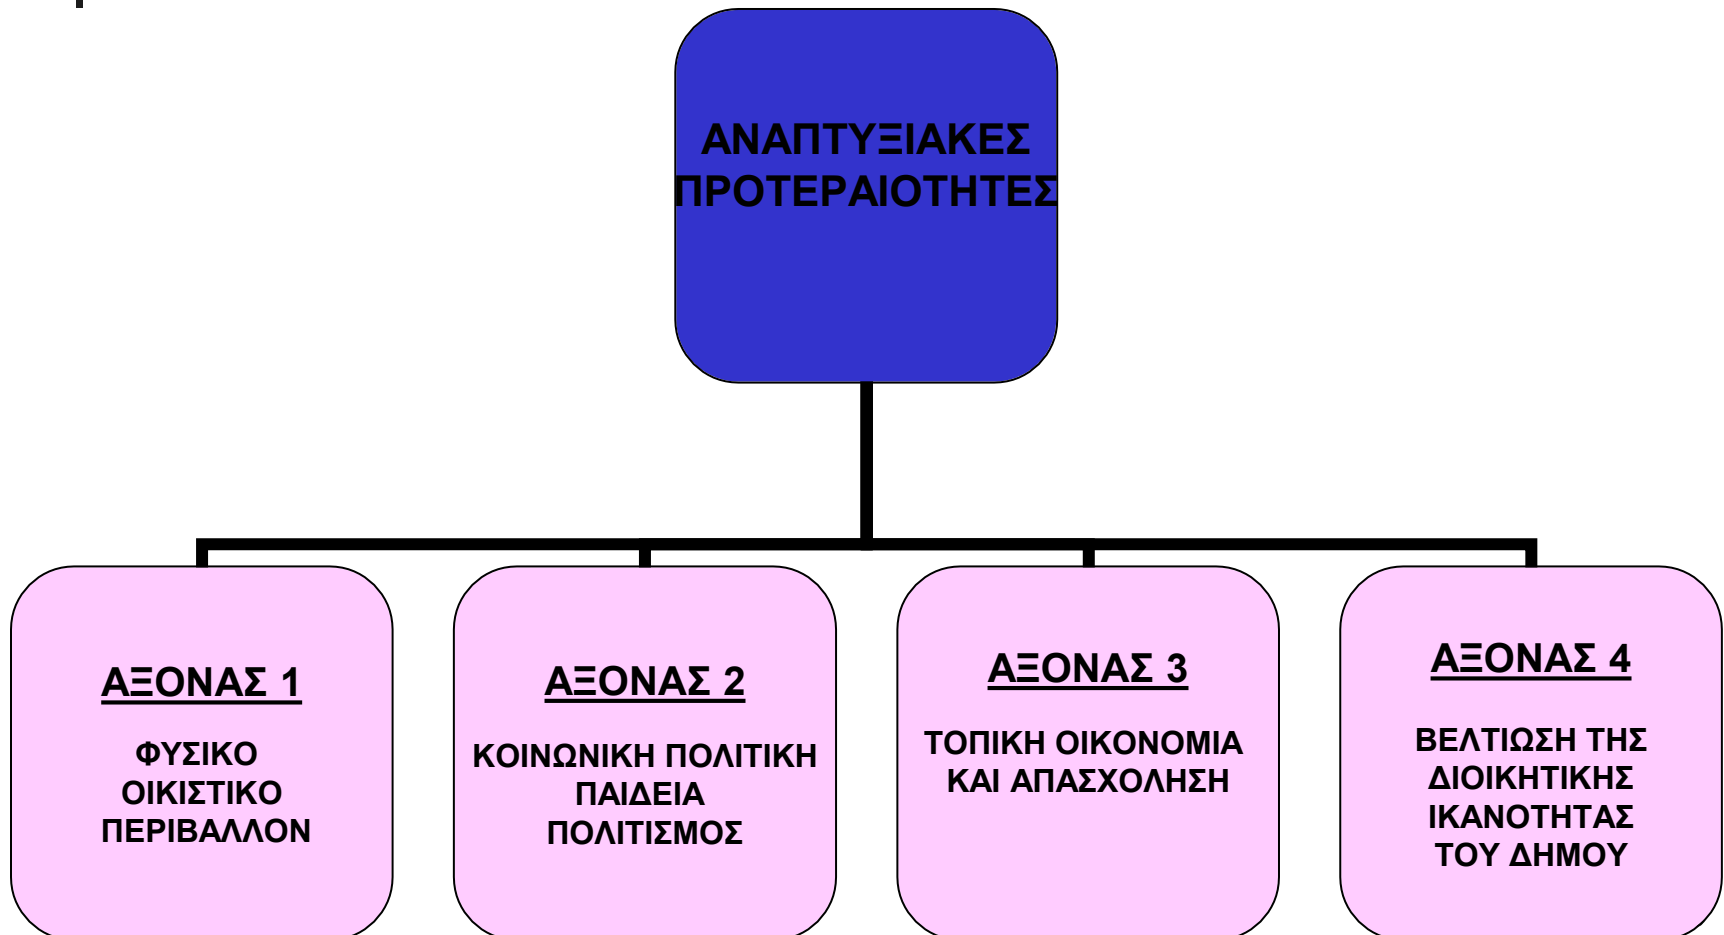 ΑΝΑΠΤΥΞΙΑΚΕΣ
ΠΡΟΤΕΡΑΙΟΤΗΤΕΣ
ΑΞΟΝΑΣ 1
ΦΥΣΙΚΟ
ΟΙΚΙΣΤΙΚΟ
ΠΕΡΙΒΑΛΛΟΝ
ΑΞΟΝΑΣ 2
ΚΟΙΝΩΝΙΚΗ ΠΟΛΙΤΙΚΗ
ΠΑΙΔΕΙΑ
ΠΟΛΙΤΙΣΜΟΣ
ΑΞΟΝΑΣ 3
ΤΟΠΙΚΗ ΟΙΚΟΝΟΜΙΑ
ΚΑΙ ΑΠΑΣΧΟΛΗΣΗ
ΑΞΟΝΑΣ 4
ΒΕΛΤΙΩΣΗ ΤΗΣ
ΔΙΟΙΚΗΤΙΚΗΣ
ΙΚΑΝΟΤΗΤΑΣ
ΤΟΥ ΔΗΜΟΥ